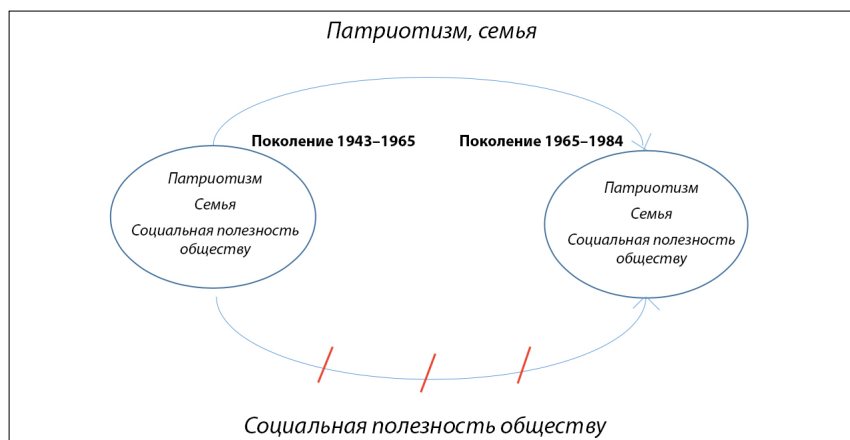 Патриотизм, семья
Поколение 1943–1965
Поколение 1965–1984
Патриотизм
Семья
Социальная полезность
обществу
Патриотизм
Семья
Социальная полезность
обществу
Социальная полезность обществу